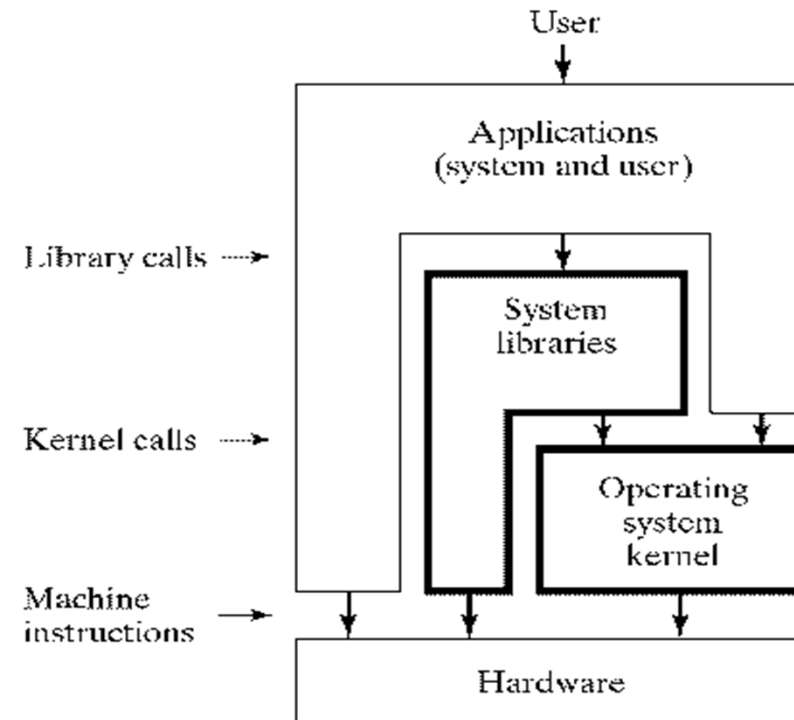 User
Applications
(system and user)
Library calls
System
libraries
Kernel calls
Operating
system
kernel
Machine
instructions
Hardware